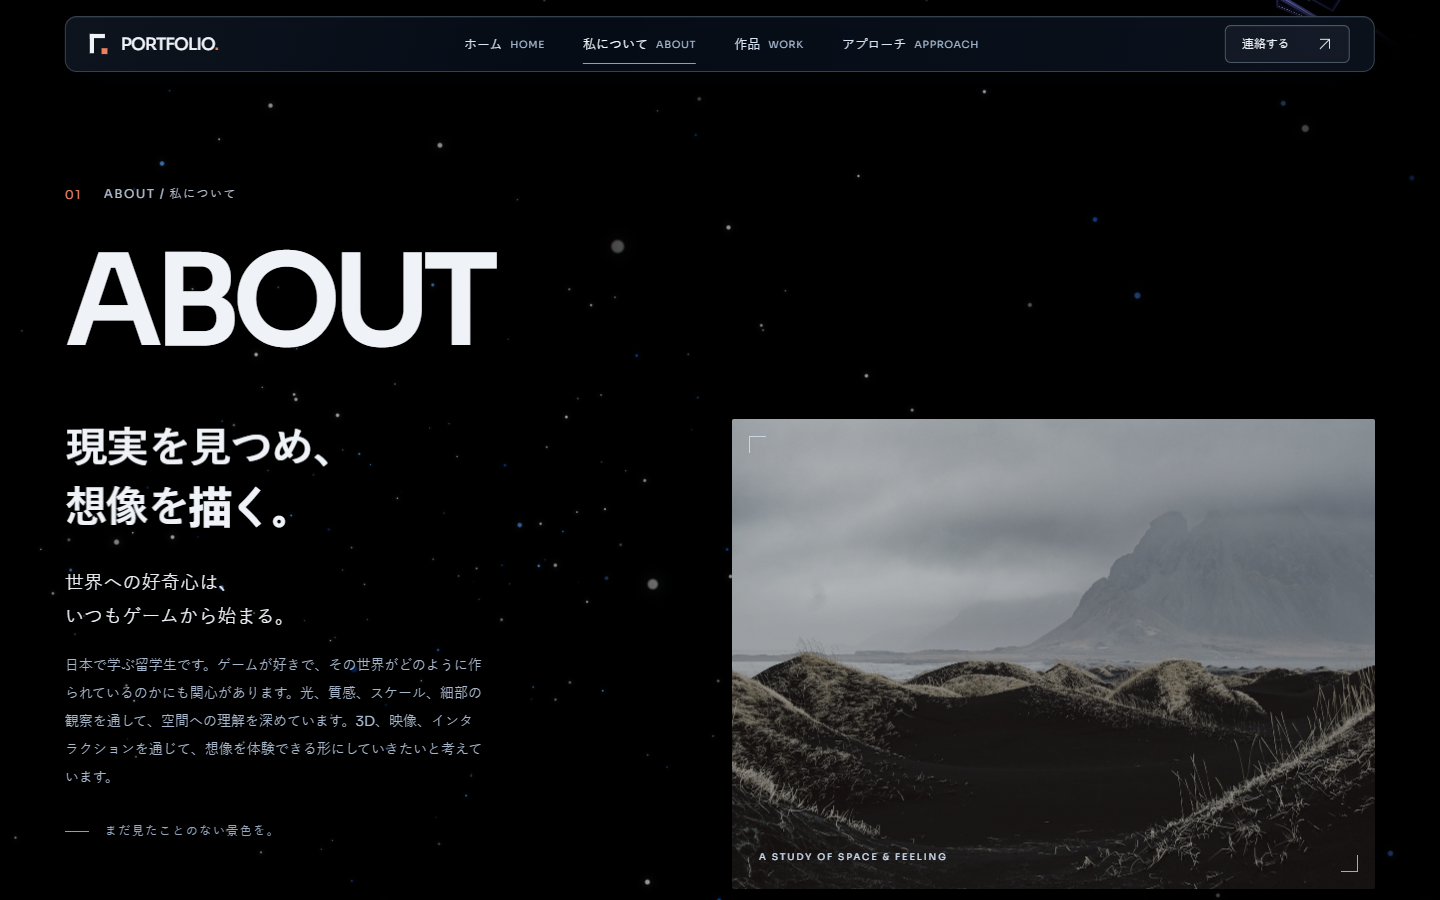 PORTFOLIO.
ホーム HOME
私について ABOUT
作品 WORK
アプローチ APPROACH
連絡する
01 ABOUT / 私について
ABOUT
現実を見つめ、
想像を描く。
世界への好奇心は、
いつもゲームから始まる。
日本で学ぶ留学生です。ゲームが好きで、その世界がどのように作
られているのかにも関心があります。光、質感、スケール、細部の
観察を通して、空間への理解を深めています。3D、映像、インタ
ラクションを通じて、想像を体験できる形にしていきたいと考えて
います。
まだ見たことのない景色を。
A STUDY OF SPACE & FEELING